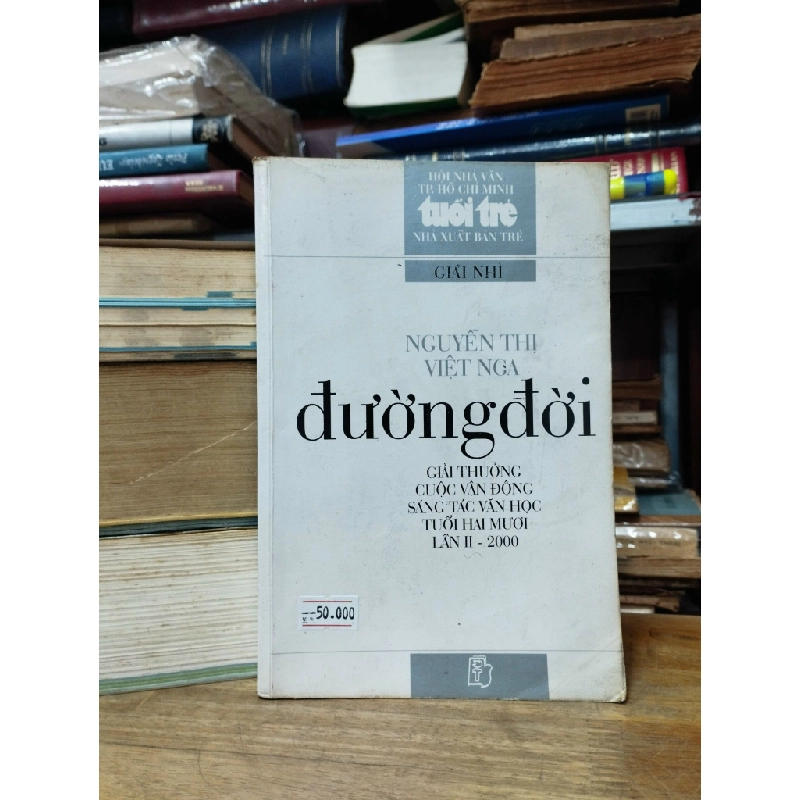 HỘI NHÀ VĂN
TP. HỒ CHÍ MINH
tuổi trẻ
NHÀ XUẤT BẢN TRẺ
GIẢI NHÌ
NGUYỄN THỊ
VIỆT NGA
đường đời
GIẢI THƯỞNG
CUỘC VẬN ĐỘNG
SÁNG TÁC VĂN HỌC
TUỔI HAI MƯƠI
LẦN II - 2000
50.000